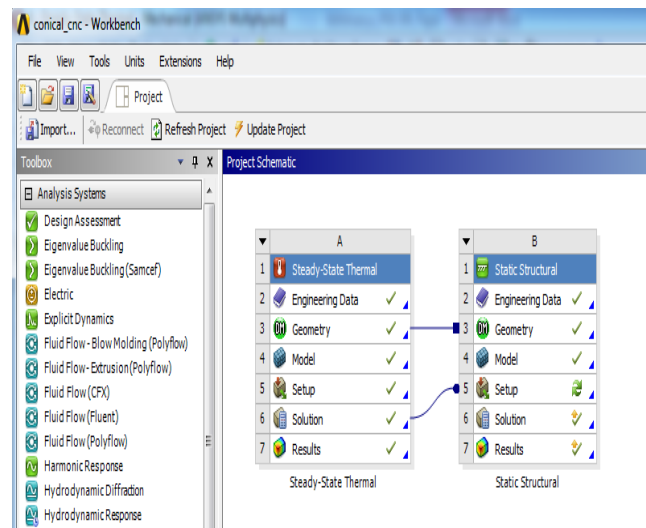 conical_cnc - Workbench
File View Tools Units Extensions Help
Project
Import... Reconnect Refresh Project Update Project
Toolbox
Project Schematic
Analysis Systems
Design Assessment
Eigenvalue Buckling
Eigenvalue Buckling (Samcef)
Electric
Explicit Dynamics
Fluid Flow - Blow Molding (Polyflow)
Fluid Flow - Extrusion (Polyflow)
Fluid Flow (CFX)
Fluid Flow (Fluent)
Fluid Flow (Polyflow)
Harmonic Response
Hydrodynamic Diffraction
Hydrodynamic Response
A
1 Steady-State Thermal
2 Engineering Data
3 DM Geometry
4 Model
5 Setup
6 Solution
7 Results
Steady-State Thermal
B
1 Static Structural
2 Engineering Data
3 DM Geometry
4 Model
5 Setup
6 Solution
7 Results
Static Structural